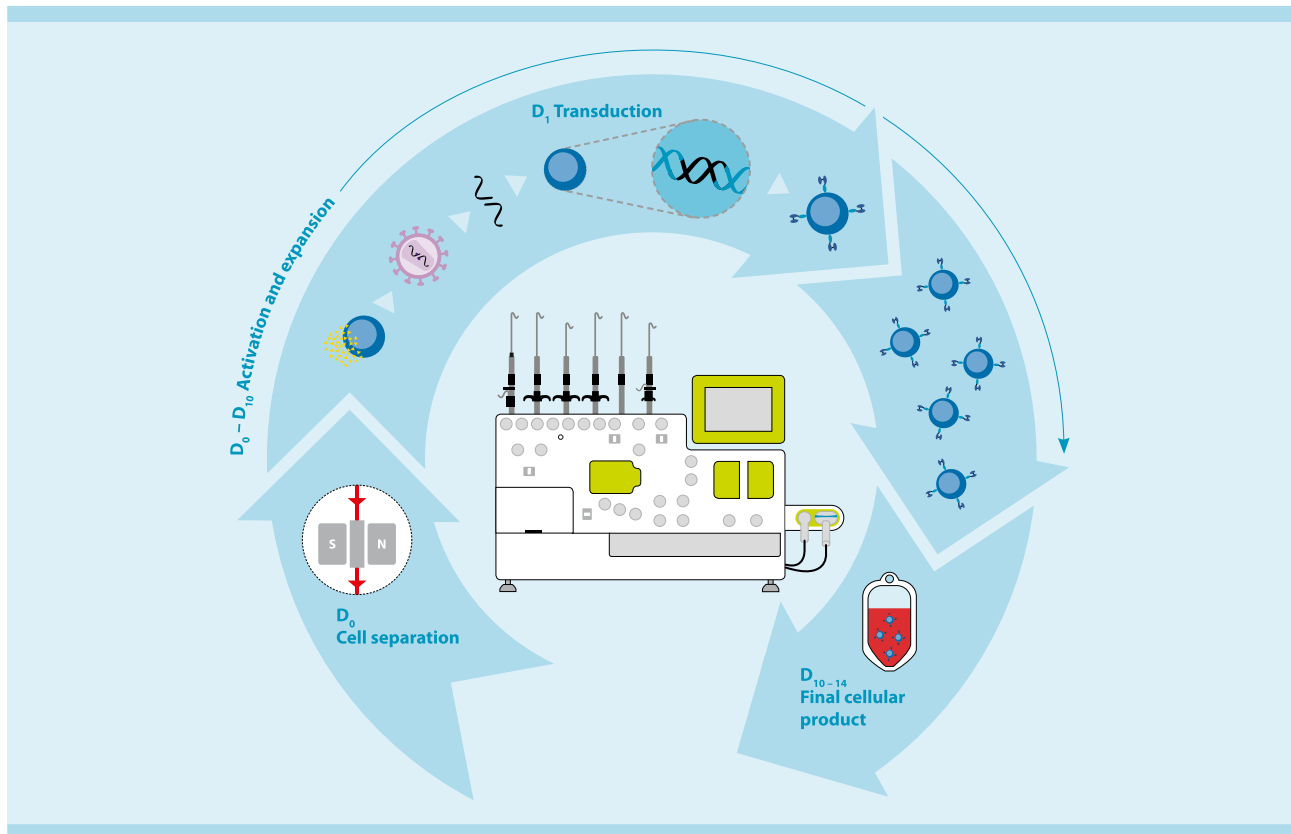 D₀
Cell separation
S
N
D₀ – D₁₀ Activation and expansion
D₁ Transduction
D₁₀ – ₁₄
Final cellular
product